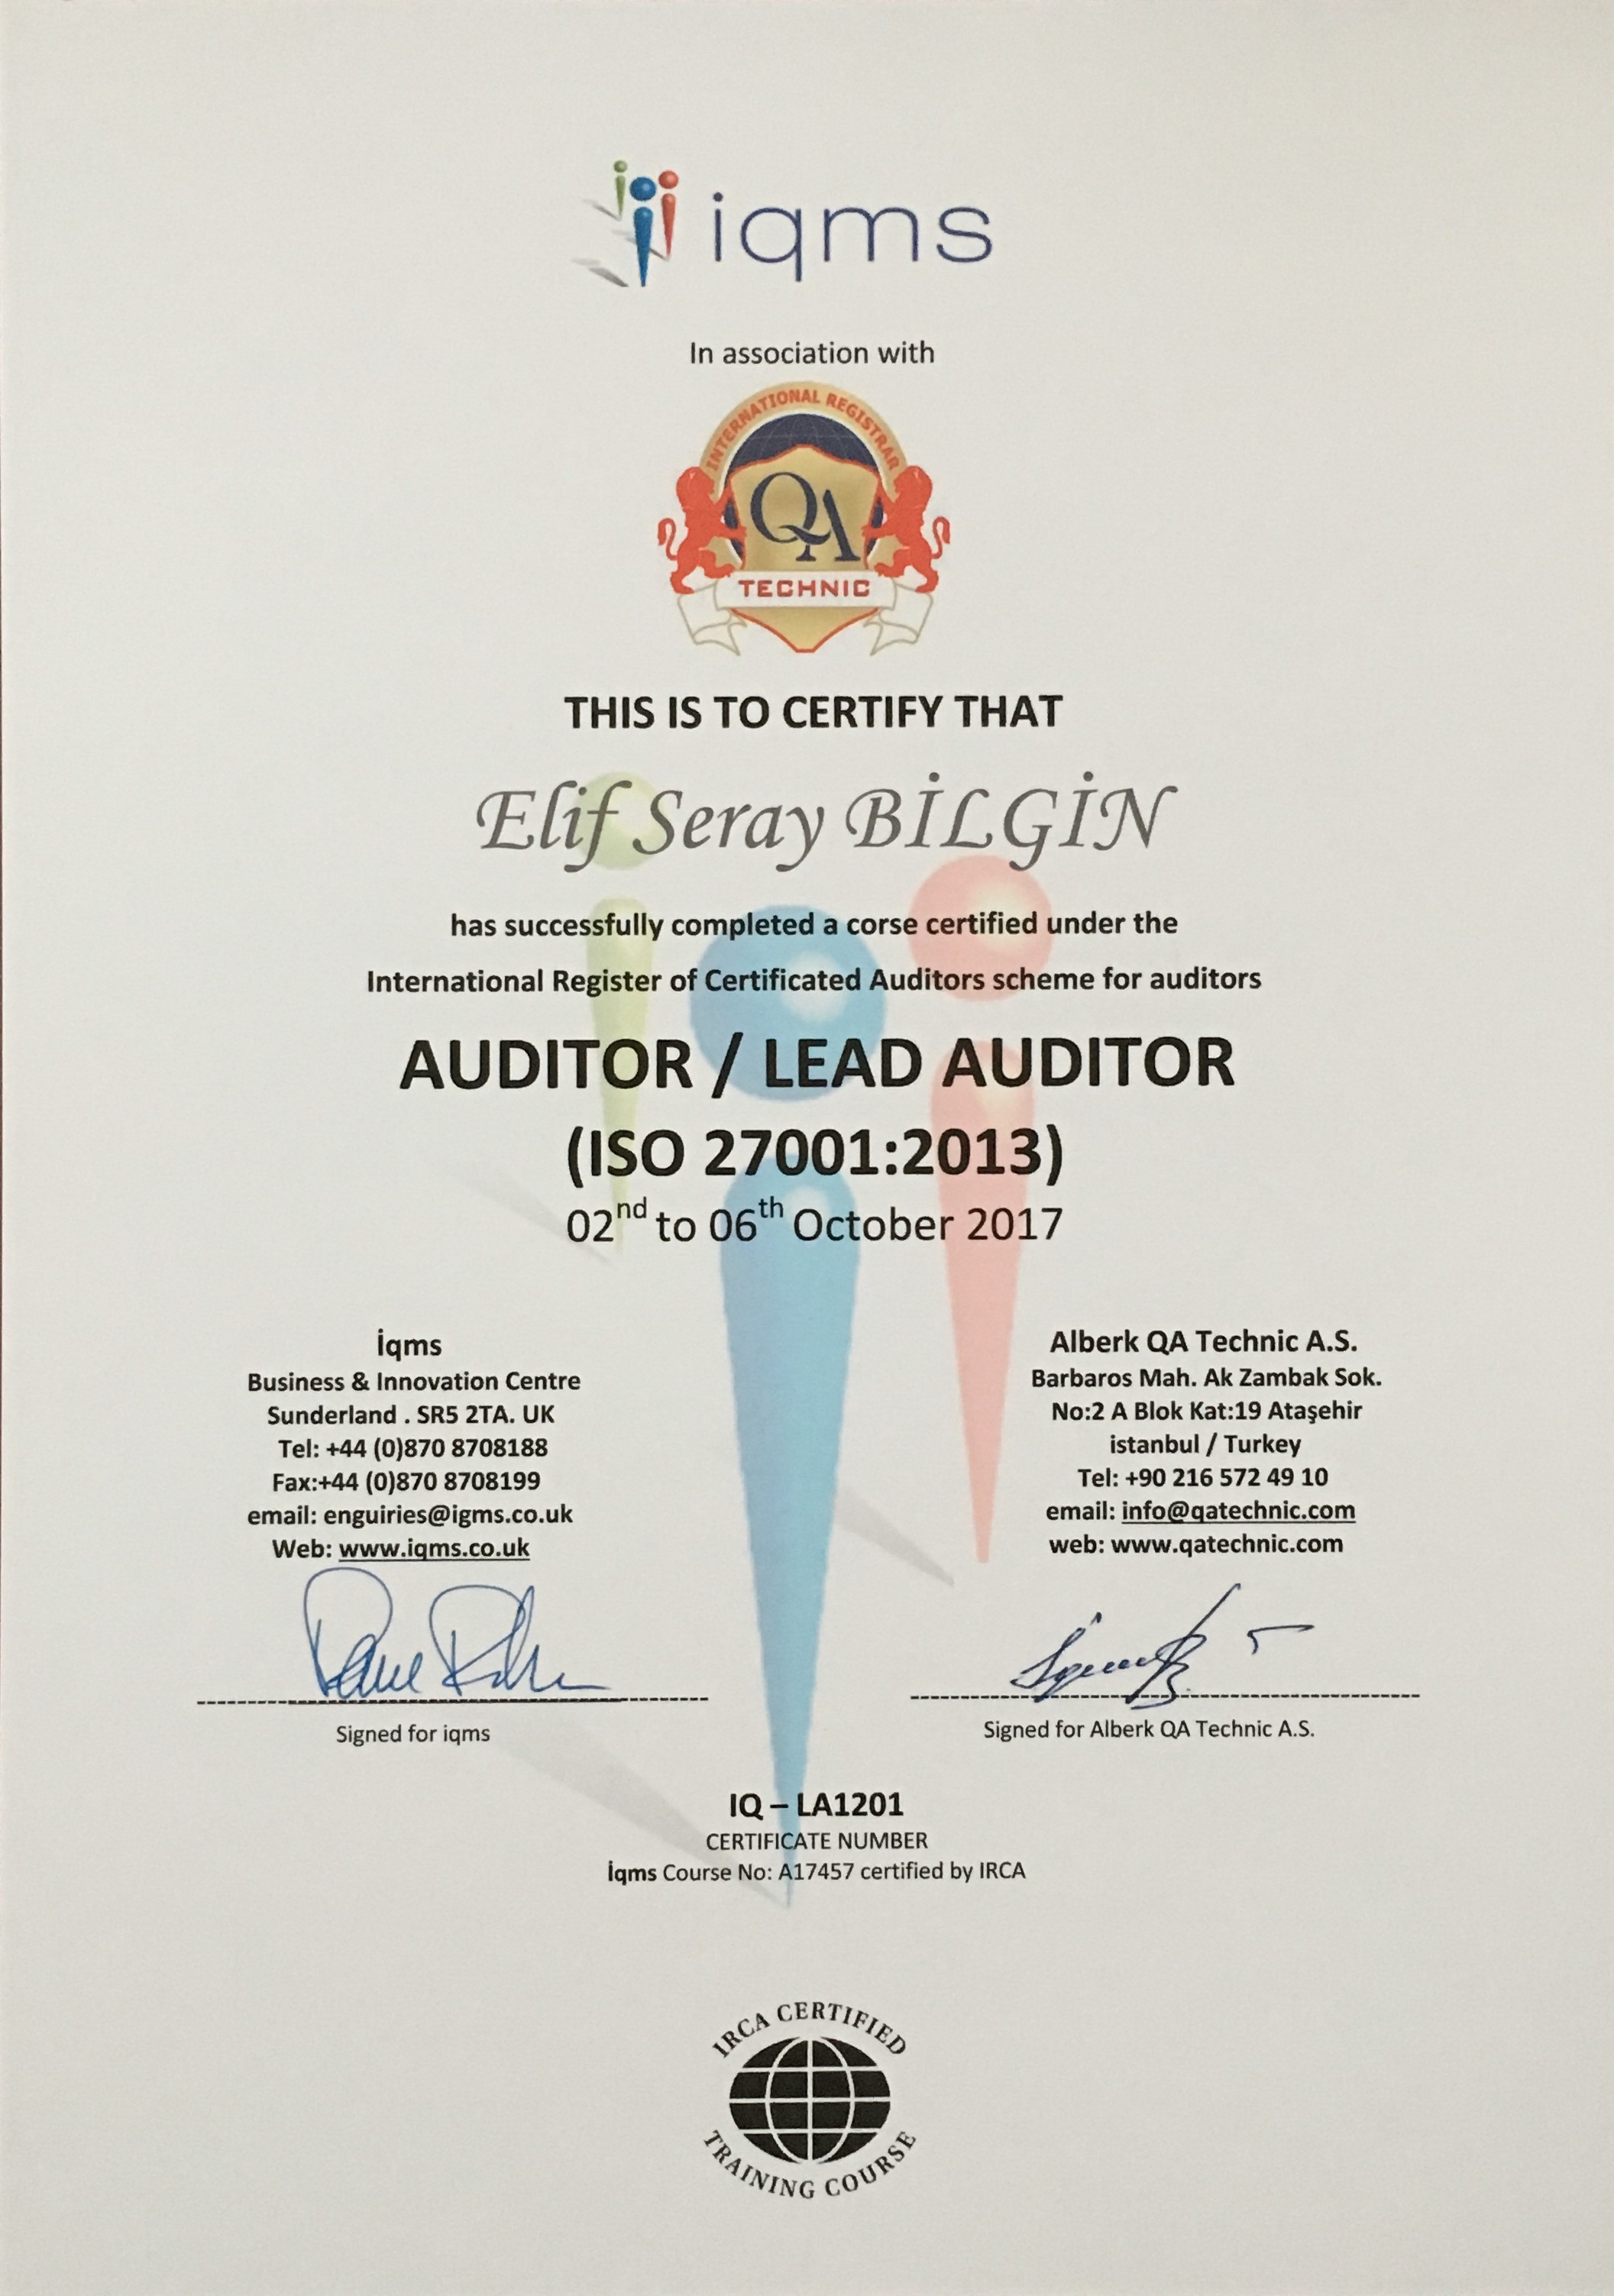 iqms
In association with
INTERNATIONAL REGISTRAR
QA
TECHNIC
THIS IS TO CERTIFY THAT
Elif Seray BİLGİN
has successfully completed a corse certified under the
International Register of Certificated Auditors scheme for auditors
AUDITOR / LEAD AUDITOR
(ISO 27001:2013)
02nd to 06th October 2017
İqms
Business & Innovation Centre
Sunderland . SR5 2TA. UK
Tel: +44 (0)870 8708188
Fax:+44 (0)870 8708199
email: enguiries@igms.co.uk
Web: www.iqms.co.uk
Signed for iqms
Alberk QA Technic A.S.
Barbaros Mah. Ak Zambak Sok.
No:2 A Blok Kat:19 Ataşehir
istanbul / Turkey
Tel: +90 216 572 49 10
email: info@qatechnic.com
web: www.qatechnic.com
Signed for Alberk QA Technic A.S.
IQ – LA1201
CERTIFICATE NUMBER
İqms Course No: A17457 certified by IRCA
IRCA CERTIFIED
TRAINING COURSE